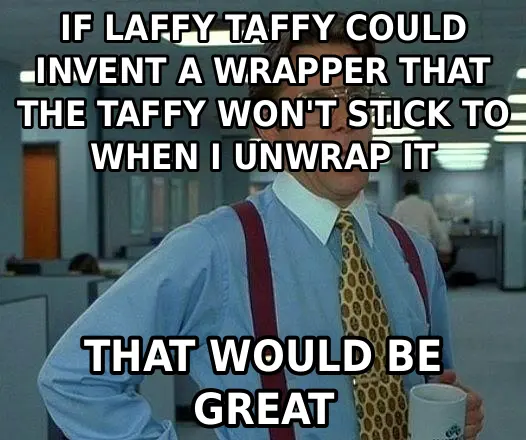 IF LAFFY TAFFY COULD
INVENT A WRAPPER THAT
THE TAFFY WON'T STICK TO
WHEN I UNWRAP IT
THAT WOULD BE
GREAT